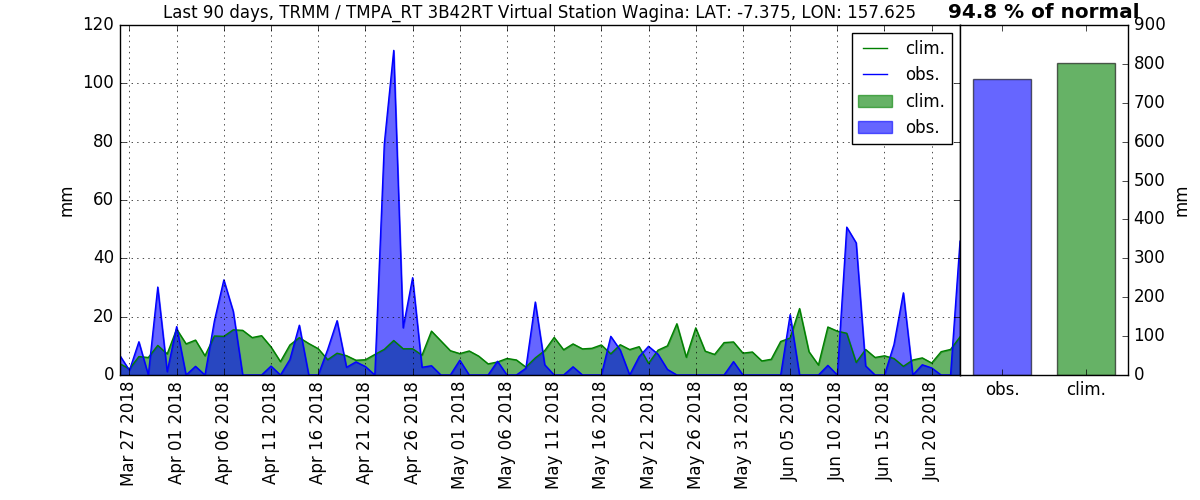 Last 90 days, TRMM / TMPA_RT 3B42RT Virtual Station Wagina: LAT: -7.375, LON: 157.625
94.8 % of normal
120
100
80
60
40
20
0
mm
clim.
obs.
clim.
obs.
900
800
700
600
500
400
300
200
100
0
mm
obs.
clim.
Mar 27 2018
Apr 01 2018
Apr 06 2018
Apr 11 2018
Apr 16 2018
Apr 21 2018
Apr 26 2018
May 01 2018
May 06 2018
May 11 2018
May 16 2018
May 21 2018
May 26 2018
May 31 2018
Jun 05 2018
Jun 10 2018
Jun 15 2018
Jun 20 2018